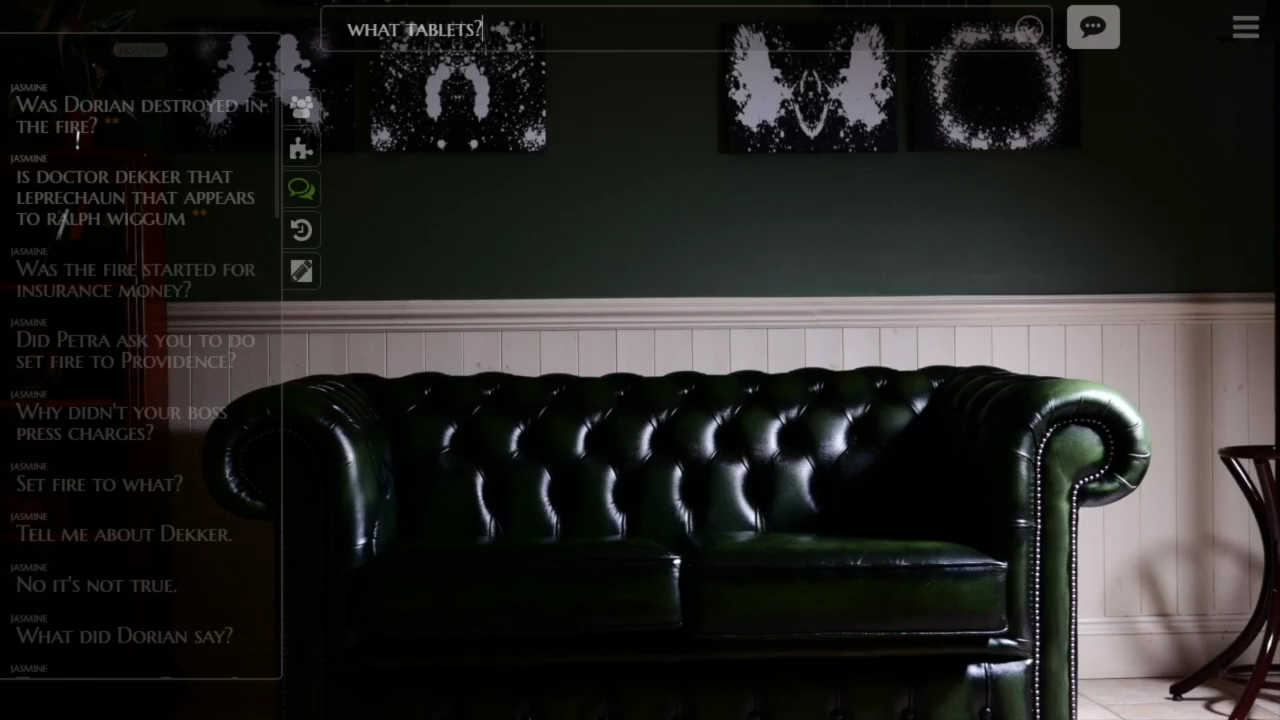 WHAT TABLETS?
JASMINE
JASMINE
WAS DORIAN DESTROYED IN
THE FIRE? **
JASMINE
IS DOCTOR DEKKER THAT
LEPRECHAUN THAT APPEARS
TO RALPH WIGGUM **
JASMINE
WAS THE FIRE STARTED FOR
INSURANCE MONEY?
JASMINE
DID PETRA ASK YOU TO DO
SET FIRE TO PROVIDENCE?
JASMINE
WHY DIDN'T YOUR BOSS
PRESS CHARGES?
JASMINE
SET FIRE TO WHAT?
JASMINE
TELL ME ABOUT DEKKER.
JASMINE
NO IT'S NOT TRUE.
JASMINE
WHAT DID DORIAN SAY?
JASMINE